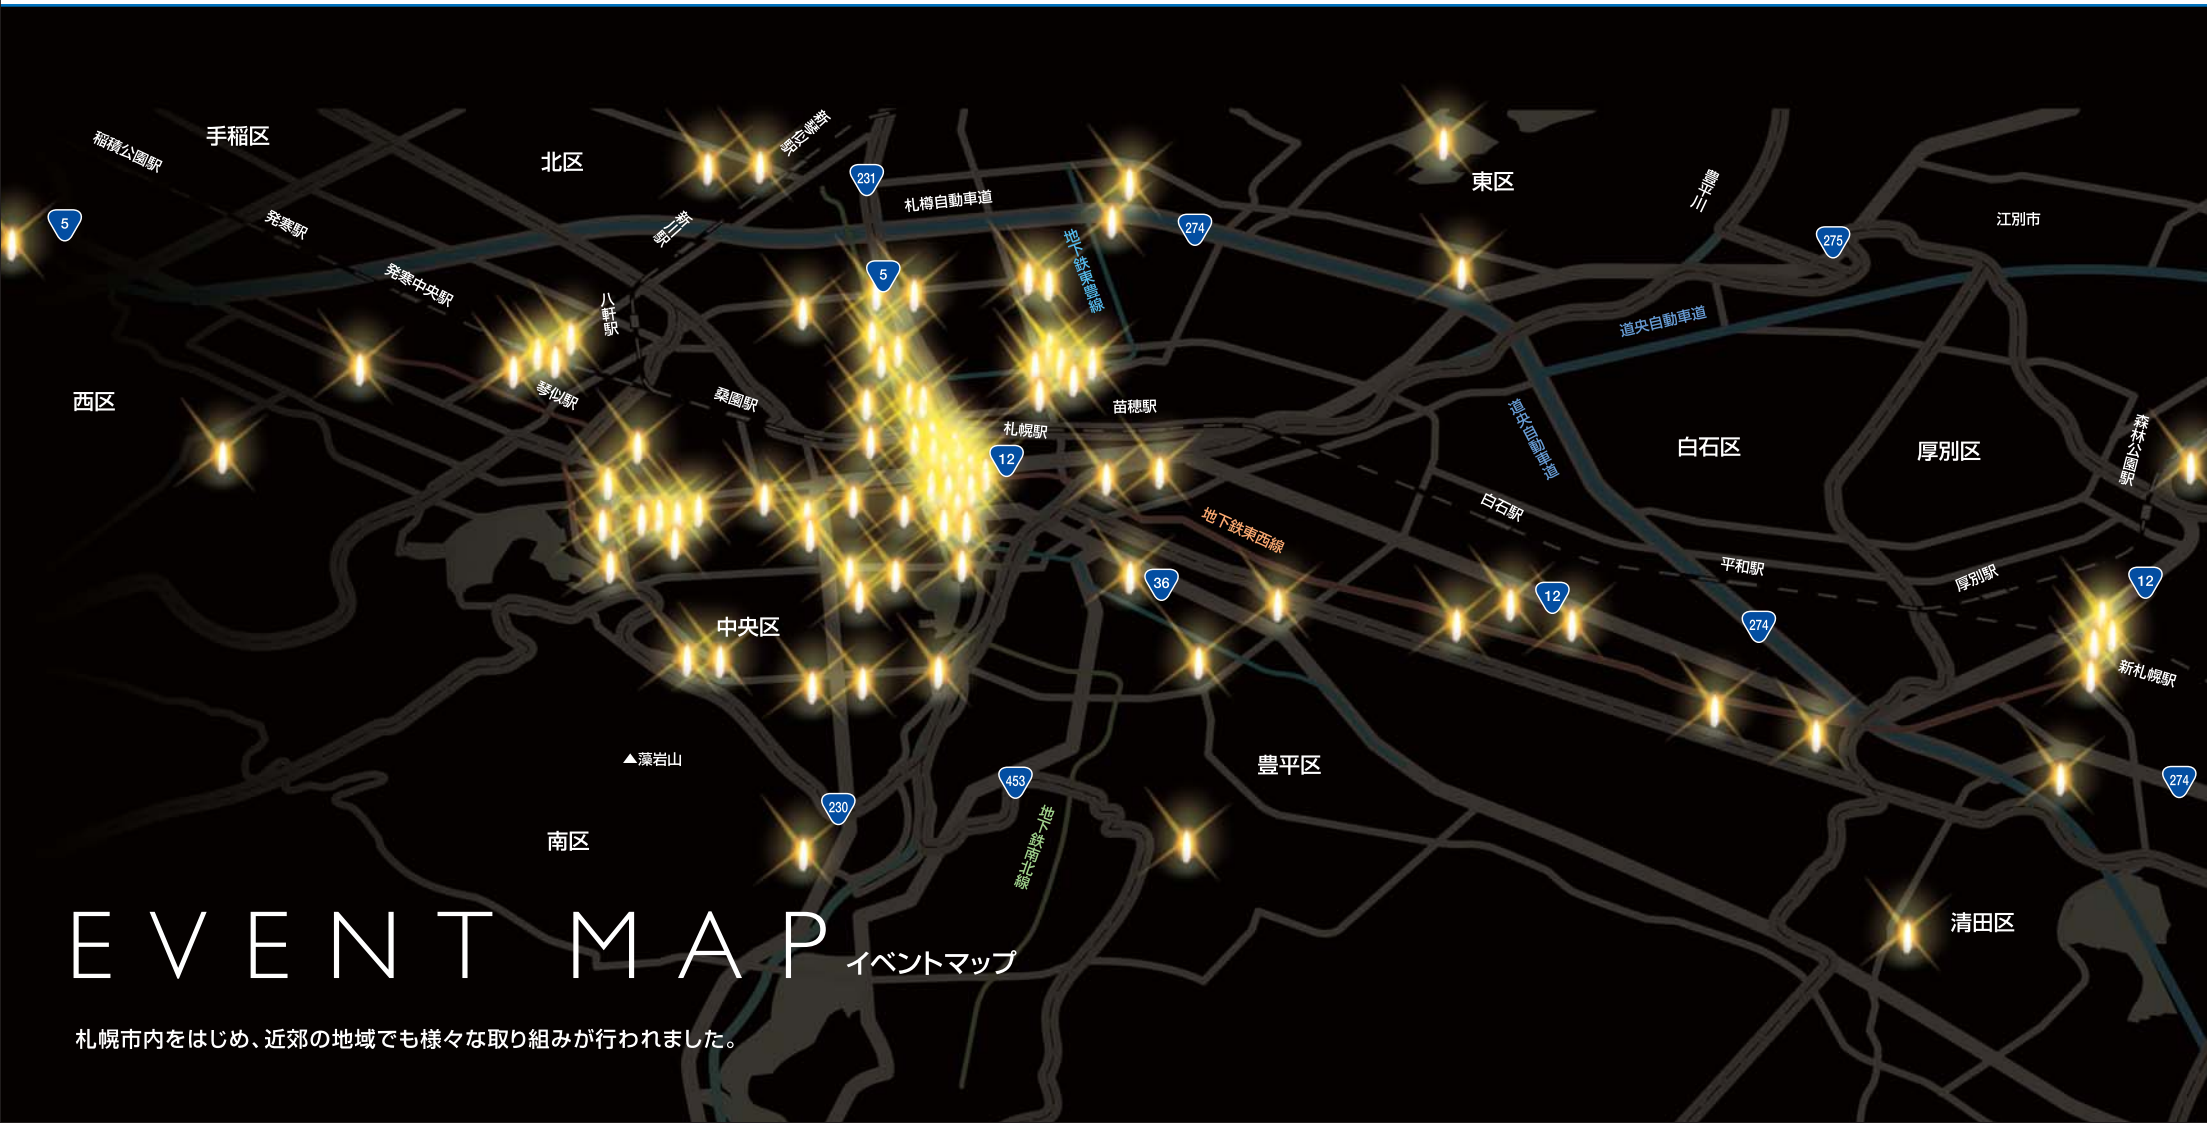 手稲区
稲積公園駅
北区
新琴似駅
231
札樽自動車道
東区
豊平川
江別市
5
発寒駅
新川駅
274
275
地下鉄東豊線
発寒中央駅
5
八軒駅
道央自動車道
西区
琴似駅
桑園駅
苗穂駅
札幌駅
12
道央自動車道
白石区
厚別区
森林公園駅
白石駅
地下鉄東西線
平和駅
厚別駅
12
36
12
274
中央区
新札幌駅
藻岩山
豊平区
453
274
230
地下鉄南北線
南区
清田区
EVENT MAP イベントマップ
札幌市内をはじめ、近郊の地域でも様々な取り組みが行われました。